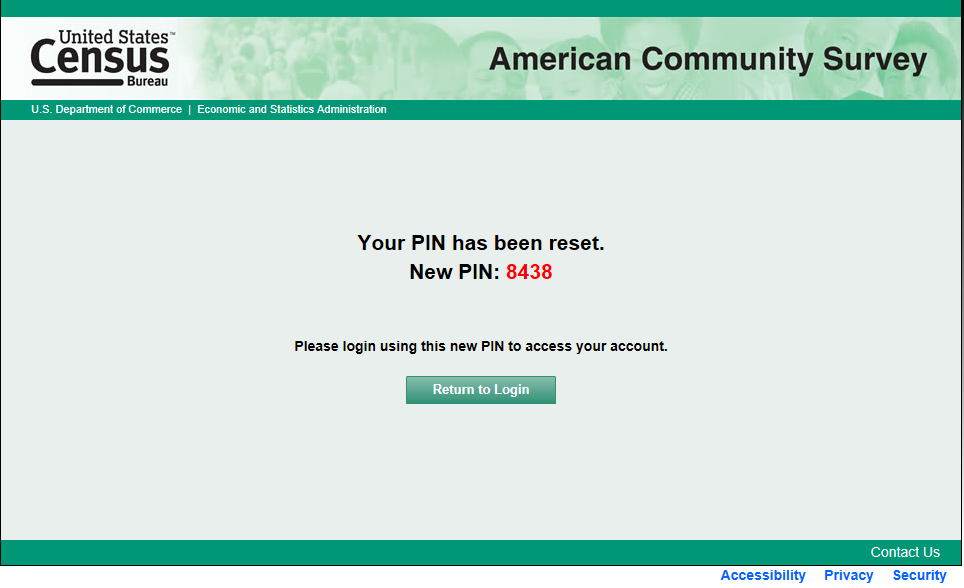 United States™
Census
Bureau
American Community Survey
U.S. Department of Commerce | Economic and Statistics Administration
Your PIN has been reset.
New PIN: 8438
Please login using this new PIN to access your account.
Return to Login
Contact Us
Accessibility Privacy Security